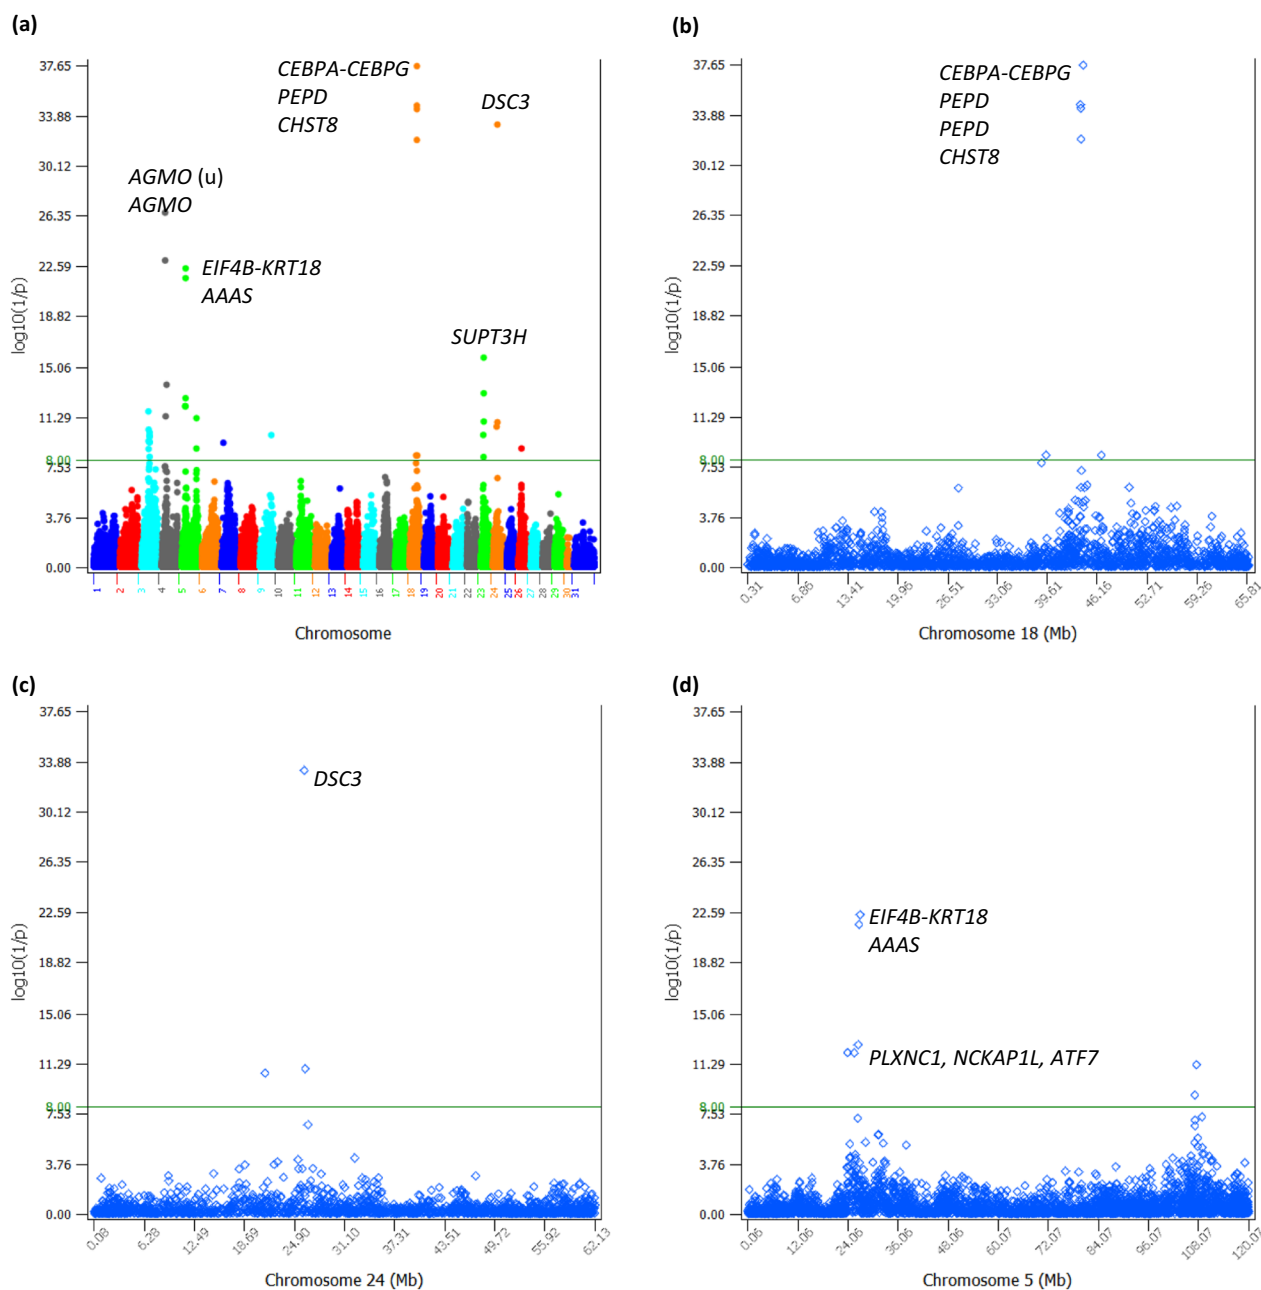 (a)
37.65
33.88
30.12
26.35
22.59
18.82
15.06
11.29
8.00
7.53
3.76
0.00
log10(1/p)
CEBPA-CEBPG
PEPD
CHST8
DSC3
AGMO (u)
AGMO
EIF4B-KRT18
AAAS
SUPT3H
1 2 3 4 5 6 7 8 9 10 11 12 13 14 15 16 17 18 19 20 21 22 23 24 25 26 27 28 29 30 31
Chromosome
(b)
37.65
33.88
30.12
26.35
22.59
18.82
15.06
11.29
8.00
7.53
3.76
0.00
log10(1/p)
CEBPA-CEBPG
PEPD
PEPD
CHST8
0.31 6.86 13.41 19.96 26.51 33.06 39.61 46.16 52.71 59.26 65.81
Chromosome 18 (Mb)
(c)
37.65
33.88
30.12
26.35
22.59
18.82
15.06
11.29
8.00
7.53
3.76
0.00
log10(1/p)
DSC3
0.08 6.28 12.49 18.69 24.90 31.10 37.31 43.51 49.72 55.92 62.13
Chromosome 24 (Mb)
(d)
37.65
33.88
30.12
26.35
22.59
18.82
15.06
11.29
8.00
7.53
3.76
0.00
log10(1/p)
EIF4B-KRT18
AAAS
PLXNC1, NCKAP1L, ATF7
0.06 12.06 24.06 36.06 48.06 60.07 72.07 84.07 96.07 108.07 120.07
Chromosome 5 (Mb)